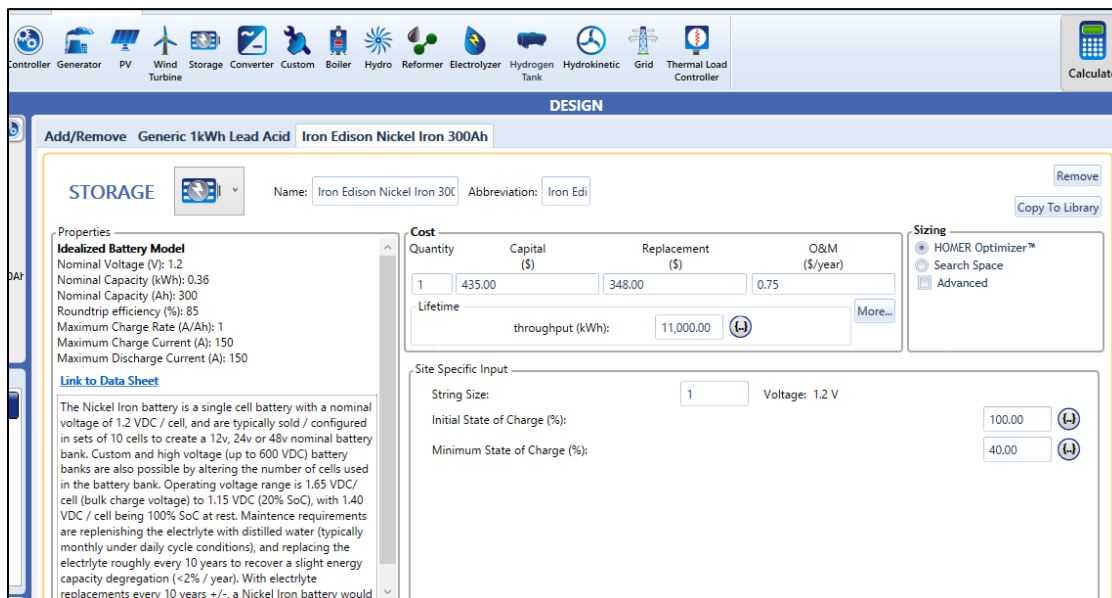 Controller Generator PV Wind Turbine Storage Converter Custom Boiler Hydro Reformer Electrolyzer Hydrogen Tank Hydrokinetic Grid Thermal Load Controller
Calculate
DESIGN
Add/Remove Generic 1kWh Lead Acid Iron Edison Nickel Iron 300Ah
STORAGE
Name: Iron Edison Nickel Iron 300 Abbreviation: Iron Edi
Remove
Copy To Library
Properties
Idealized Battery Model
Nominal Voltage (V): 1.2
Nominal Capacity (kWh): 0.36
Nominal Capacity (Ah): 300
Roundtrip efficiency (%): 85
Maximum Charge Rate (A/Ah): 1
Maximum Charge Current (A): 150
Maximum Discharge Current (A): 150
Link to Data Sheet
The Nickel Iron battery is a single cell battery with a nominal
voltage of 1.2 VDC / cell, and are typically sold / configured
in sets of 10 cells to create a 12v, 24v or 48v nominal battery
bank. Custom and high voltage (up to 600 VDC) battery
banks are also possible by altering the number of cells used
in the battery bank. Operating voltage range is 1.65 VDC/
cell (bulk charge voltage) to 1.15 VDC (20% SoC), with 1.40
VDC / cell being 100% SoC at rest. Maintence requirements
are replenishing the electrlyte with distilled water (typically
monthly under daily cycle conditions), and replacing the
electrlyte roughly every 10 years to recover a slight energy
capacity degregation (<2% / year). With electrlyte
replacements every 10 years +/-, a Nickel Iron battery would
Cost
Quantity Capital ($) Replacement ($) O&M ($/year)
1 435.00 348.00 0.75
Lifetime
throughput (kWh): 11,000.00 {..}
More...
Sizing
HOMER Optimizer™
Search Space
Advanced
Site Specific Input
String Size: 1 Voltage: 1.2 V
Initial State of Charge (%): 100.00 {..}
Minimum State of Charge (%): 40.00 {..}
0Ah